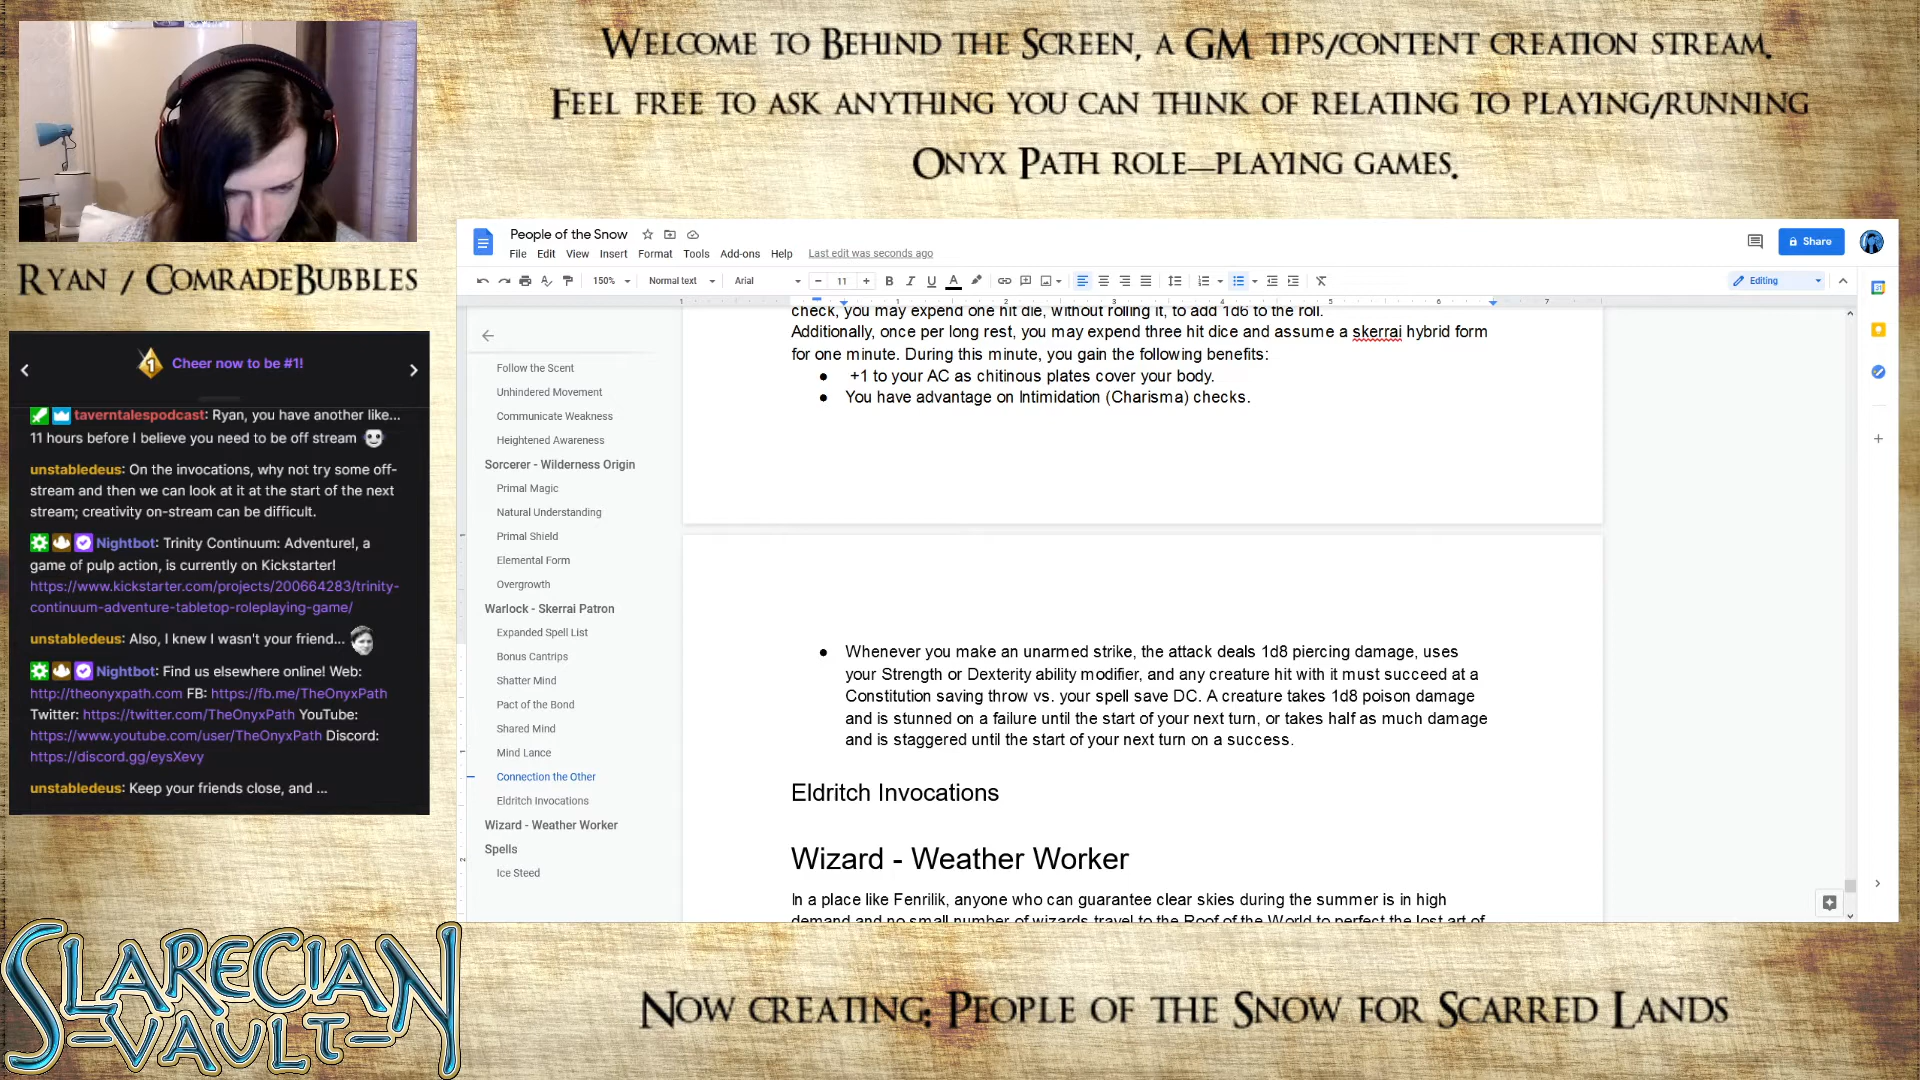 Welcome to Behind the Screen, a GM tips/content creation stream.
Feel free to ask anything you can think of relating to playing/running
Onyx Path role—playing games.
Ryan / ComradeBubbles
Cheer now to be #1!
taverntalespodcast: Ryan, you have another like...
11 hours before I believe you need to be off stream
unstabledeus: On the invocations, why not try some off-
stream and then we can look at it at the start of the next
stream; creativity on-stream can be difficult.
Nightbot: Trinity Continuum: Adventure!, a
game of pulp action, is currently on Kickstarter!
https://www.kickstarter.com/projects/200664283/trinity-
continuum-adventure-tabletop-roleplaying-game/
unstabledeus: Also, I knew I wasn't your friend...
Nightbot: Find us elsewhere online! Web:
http://theonyxpath.com FB: https://fb.me/TheOnyxPath
Twitter: https://twitter.com/TheOnyxPath YouTube:
https://www.youtube.com/user/TheOnyxPath Discord:
https://discord.gg/eysXevy
unstabledeus: Keep your friends close, and ...
People of the Snow
File Edit View Insert Format Tools Add-ons Help Last edit was seconds ago
Share
150% Normal text Arial 11 Editing
Follow the Scent
Unhindered Movement
Communicate Weakness
Heightened Awareness
Sorcerer - Wilderness Origin
Primal Magic
Natural Understanding
Primal Shield
Elemental Form
Overgrowth
Warlock - Skerrai Patron
Expanded Spell List
Bonus Cantrips
Shatter Mind
Pact of the Bond
Shared Mind
Mind Lance
Connection the Other
Eldritch Invocations
Wizard - Weather Worker
Spells
Ice Steed
check, you may expend one hit die, without rolling it, to add 1d6 to the roll.
Additionally, once per long rest, you may expend three hit dice and assume a skerrai hybrid form
for one minute. During this minute, you gain the following benefits:
● +1 to your AC as chitinous plates cover your body.
● You have advantage on Intimidation (Charisma) checks.
● Whenever you make an unarmed strike, the attack deals 1d8 piercing damage, uses
your Strength or Dexterity ability modifier, and any creature hit with it must succeed at a
Constitution saving throw vs. your spell save DC. A creature takes 1d8 poison damage
and is stunned on a failure until the start of your next turn, or takes half as much damage
and is staggered until the start of your next turn on a success.
Eldritch Invocations
Wizard - Weather Worker
In a place like Fenrilik, anyone who can guarantee clear skies during the summer is in high
demand and no small number of wizards travel to the Roof of the World to perfect the lost art of
Slarecian
Vault
Now creating: People of the Snow for Scarred Lands